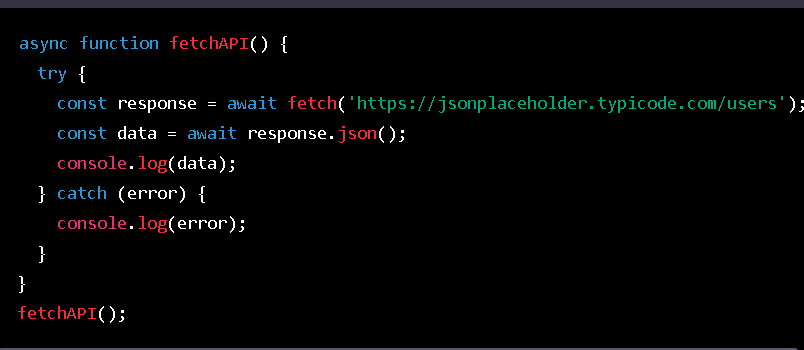 async function fetchAPI() {
  try {
    const response = await fetch('https://jsonplaceholder.typicode.com/users');
    const data = await response.json();
    console.log(data);
  } catch (error) {
    console.log(error);
  }
}
fetchAPI();